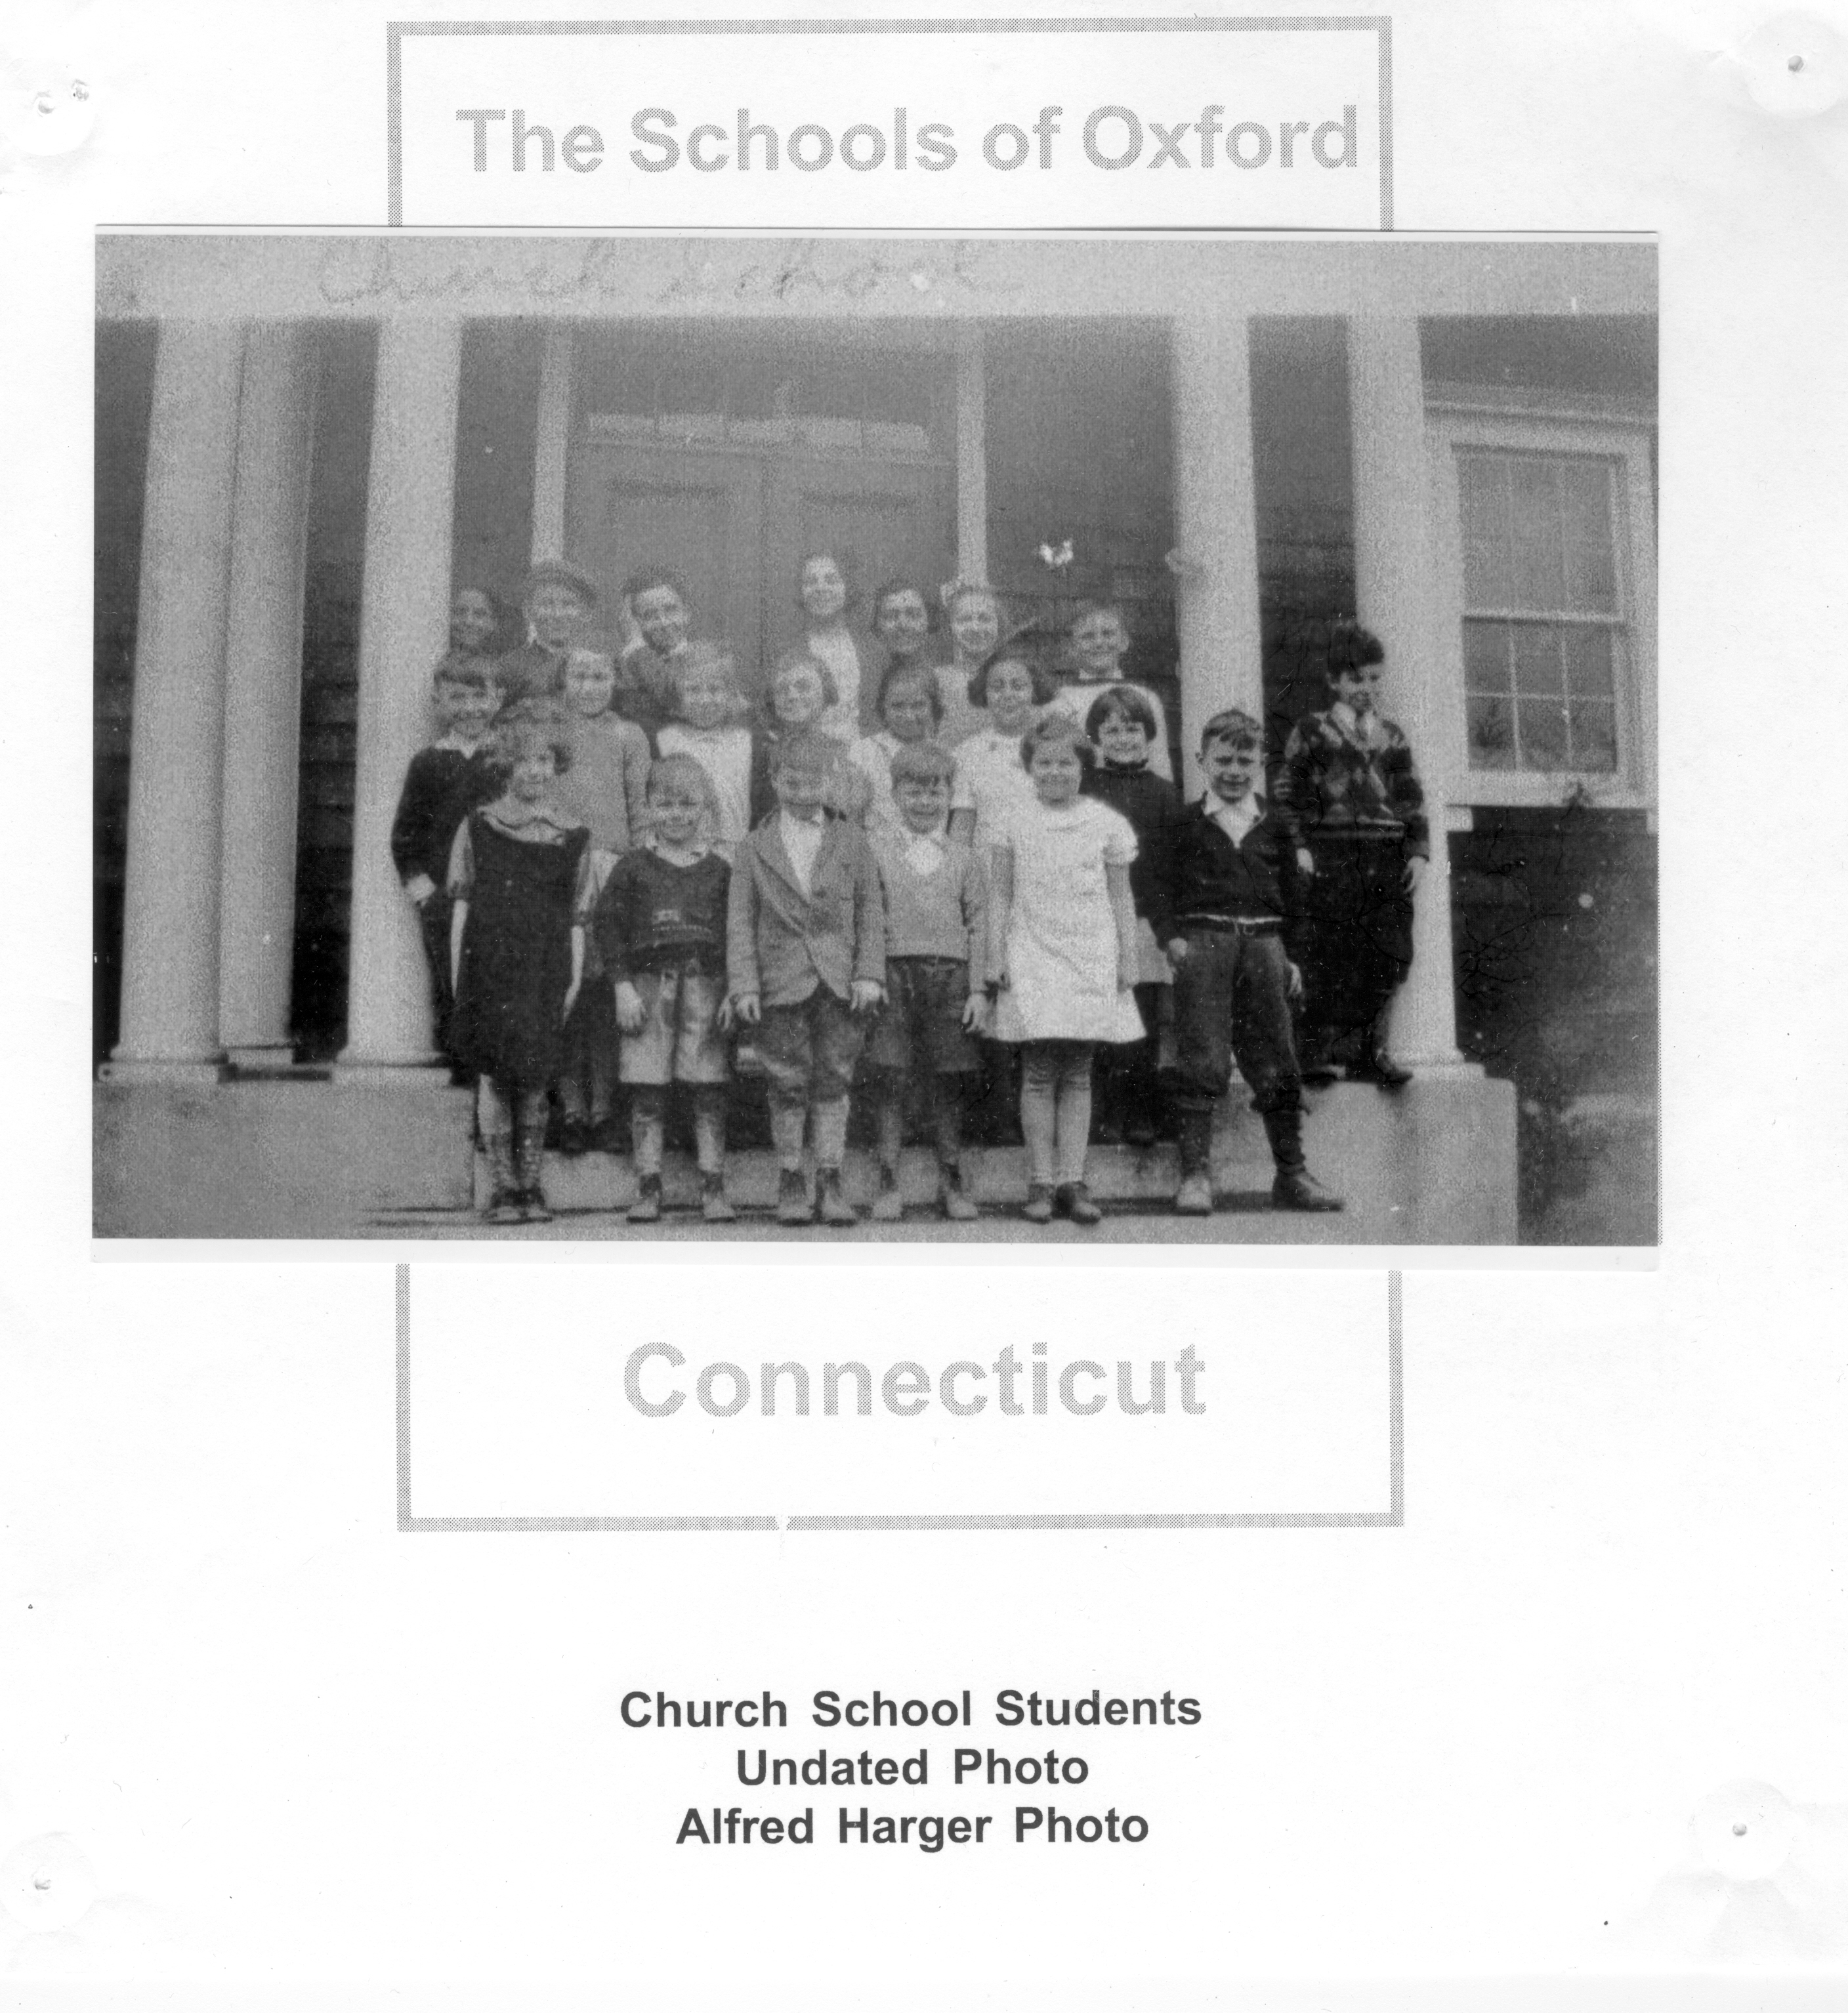 The Schools of Oxford
Church School
Connecticut
Church School Students
Undated Photo
Alfred Harger Photo